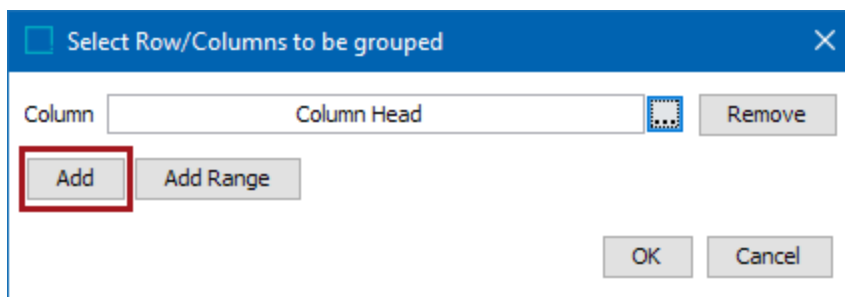 Select Row/Columns to be grouped
Column Column Head ... Remove
Add Add Range
OK Cancel